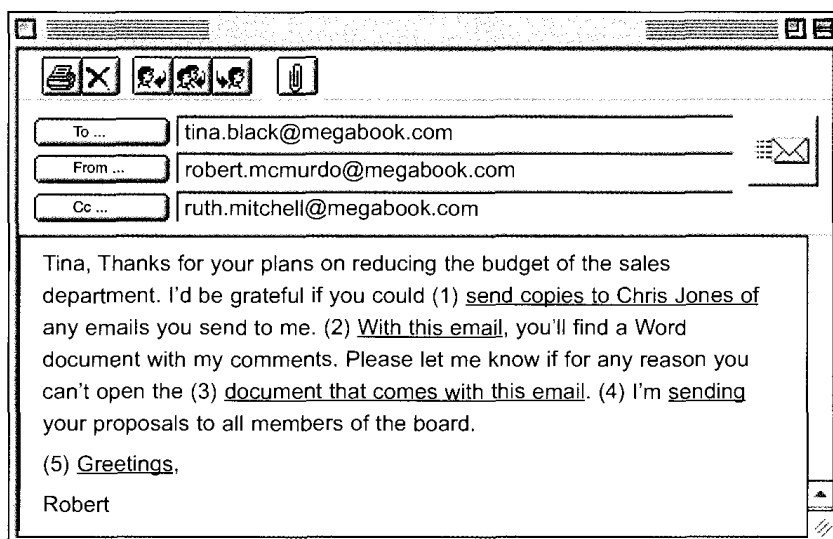 To ... tina.black@megabook.com
From ... robert.mcmurdo@megabook.com
Cc ... ruth.mitchell@megabook.com
Tina, Thanks for your plans on reducing the budget of the sales
department. I'd be grateful if you could (1) send copies to Chris Jones of
any emails you send to me. (2) With this email, you'll find a Word
document with my comments. Please let me know if for any reason you
can't open the (3) document that comes with this email. (4) I'm sending
your proposals to all members of the board.
(5) Greetings,
Robert